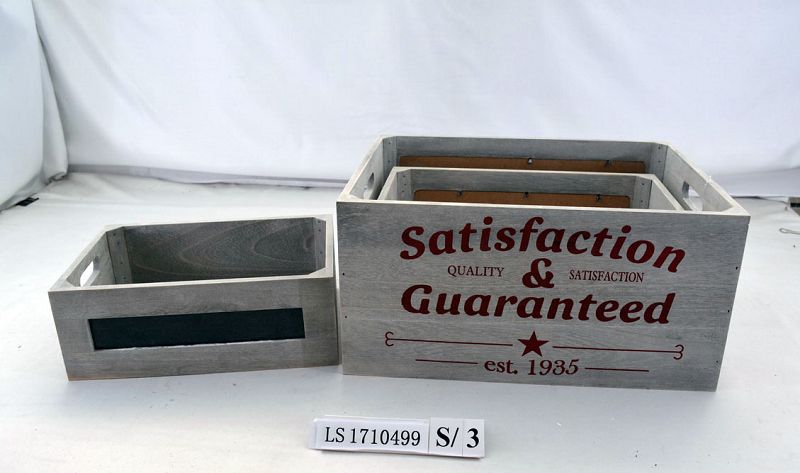 Satisfaction
QUALITY & SATISFACTION
Guaranteed
est. 1935
LS 1710499 S/ 3